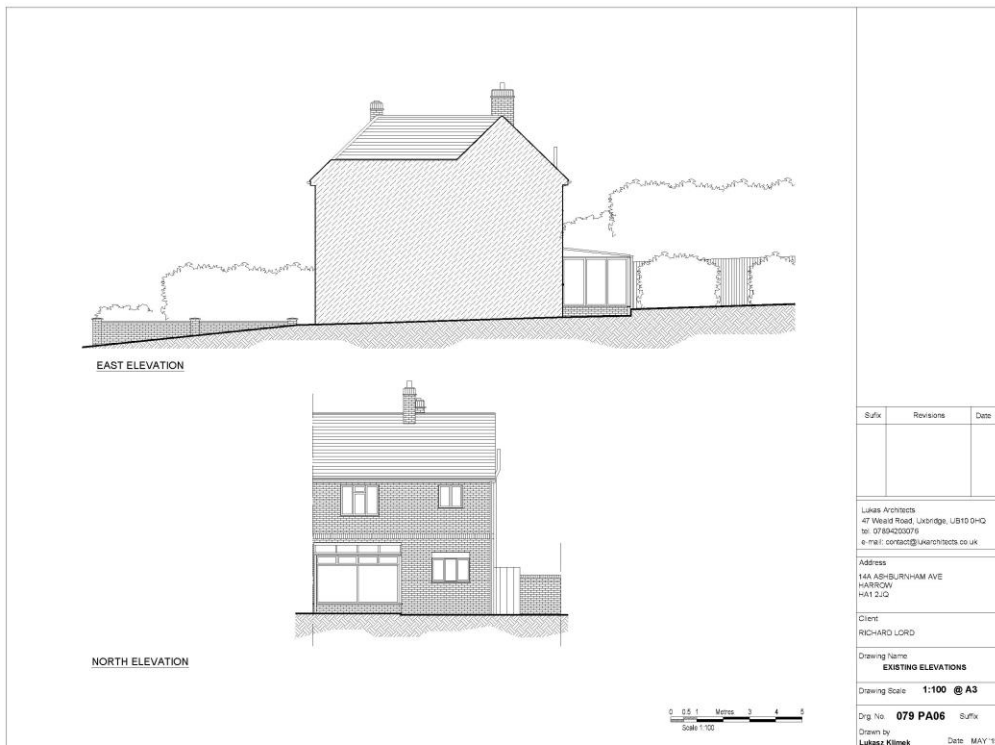 EAST ELEVATION
NORTH ELEVATION
0 0.5 1 Metres 3 4 5
Scale 1:100
Suffix Revisions Date
Lukas Architects
47 Weald Road, Uxbridge, UB10 0HQ
tel: 07894203076
e-mail: contact@lukarchitects.co.uk
Address
14A ASHBURNHAM AVE
HARROW
HA1 2JQ
Client
RICHARD LORD
Drawing Name
EXISTING ELEVATIONS
Drawing Scale 1:100 @ A3
Drg. No. 079 PA06 Suffix
Drawn by
Lukasz Klimek Date MAY